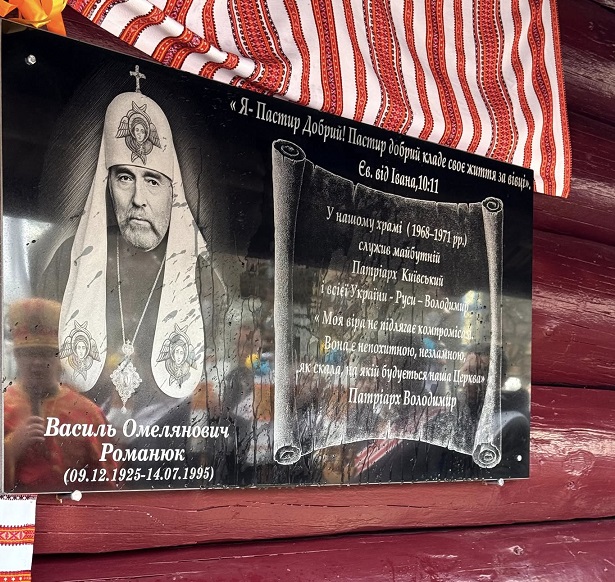 « Я- Пастир Добрий! Пастир добрий кладе своє життя за вівці».
Єв. від Івана,10:11
У нашому храмі (1968–1971 рр.)
служив майбутній
Патріарх Київський
і всієї України - Руси – Володимир
« Моя віра не підлягає компромісам.
Вона є непохитною, незламною,
„як скала, на якій будується наша Церква»
Патріарх Володимир
Василь Омелянович
Романюк
(09.12.1925-14.07.1995)